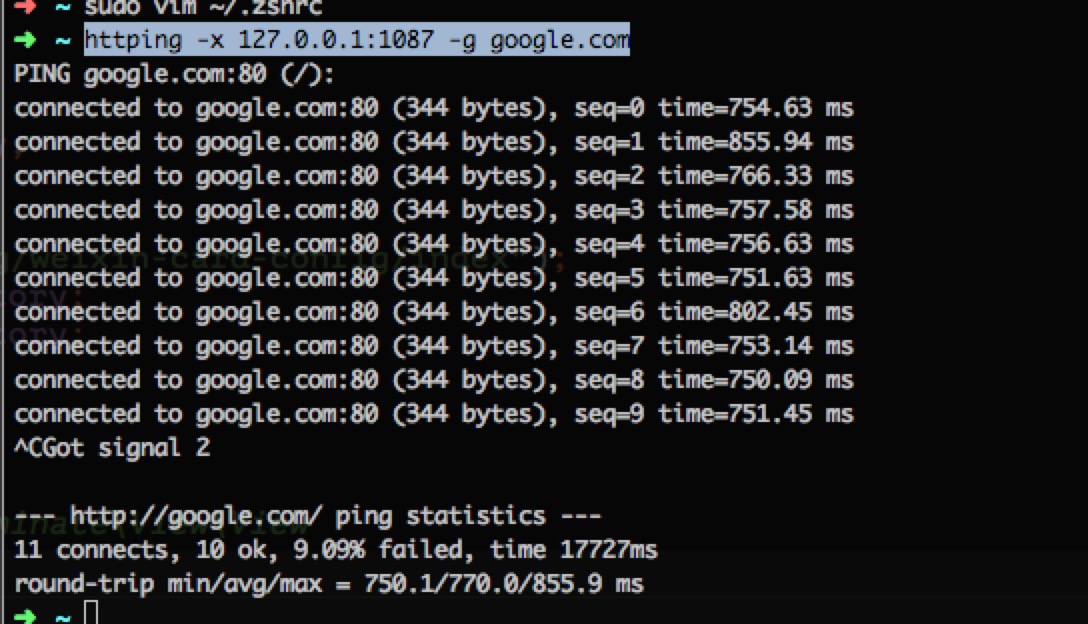 ➜ ~ sudo vim ~/.zshrc
➜ ~ httping -x 127.0.0.1:1087 -g google.com
PING google.com:80 (/):
connected to google.com:80 (344 bytes), seq=0 time=754.63 ms
connected to google.com:80 (344 bytes), seq=1 time=855.94 ms
connected to google.com:80 (344 bytes), seq=2 time=766.33 ms
connected to google.com:80 (344 bytes), seq=3 time=757.58 ms
connected to google.com:80 (344 bytes), seq=4 time=756.63 ms
connected to google.com:80 (344 bytes), seq=5 time=751.63 ms
connected to google.com:80 (344 bytes), seq=6 time=802.45 ms
connected to google.com:80 (344 bytes), seq=7 time=753.14 ms
connected to google.com:80 (344 bytes), seq=8 time=750.09 ms
connected to google.com:80 (344 bytes), seq=9 time=751.45 ms
^CGot signal 2
--- http://google.com/ ping statistics ---
11 connects, 10 ok, 9.09% failed, time 17727ms
round-trip min/avg/max = 750.1/770.0/855.9 ms
➜ ~